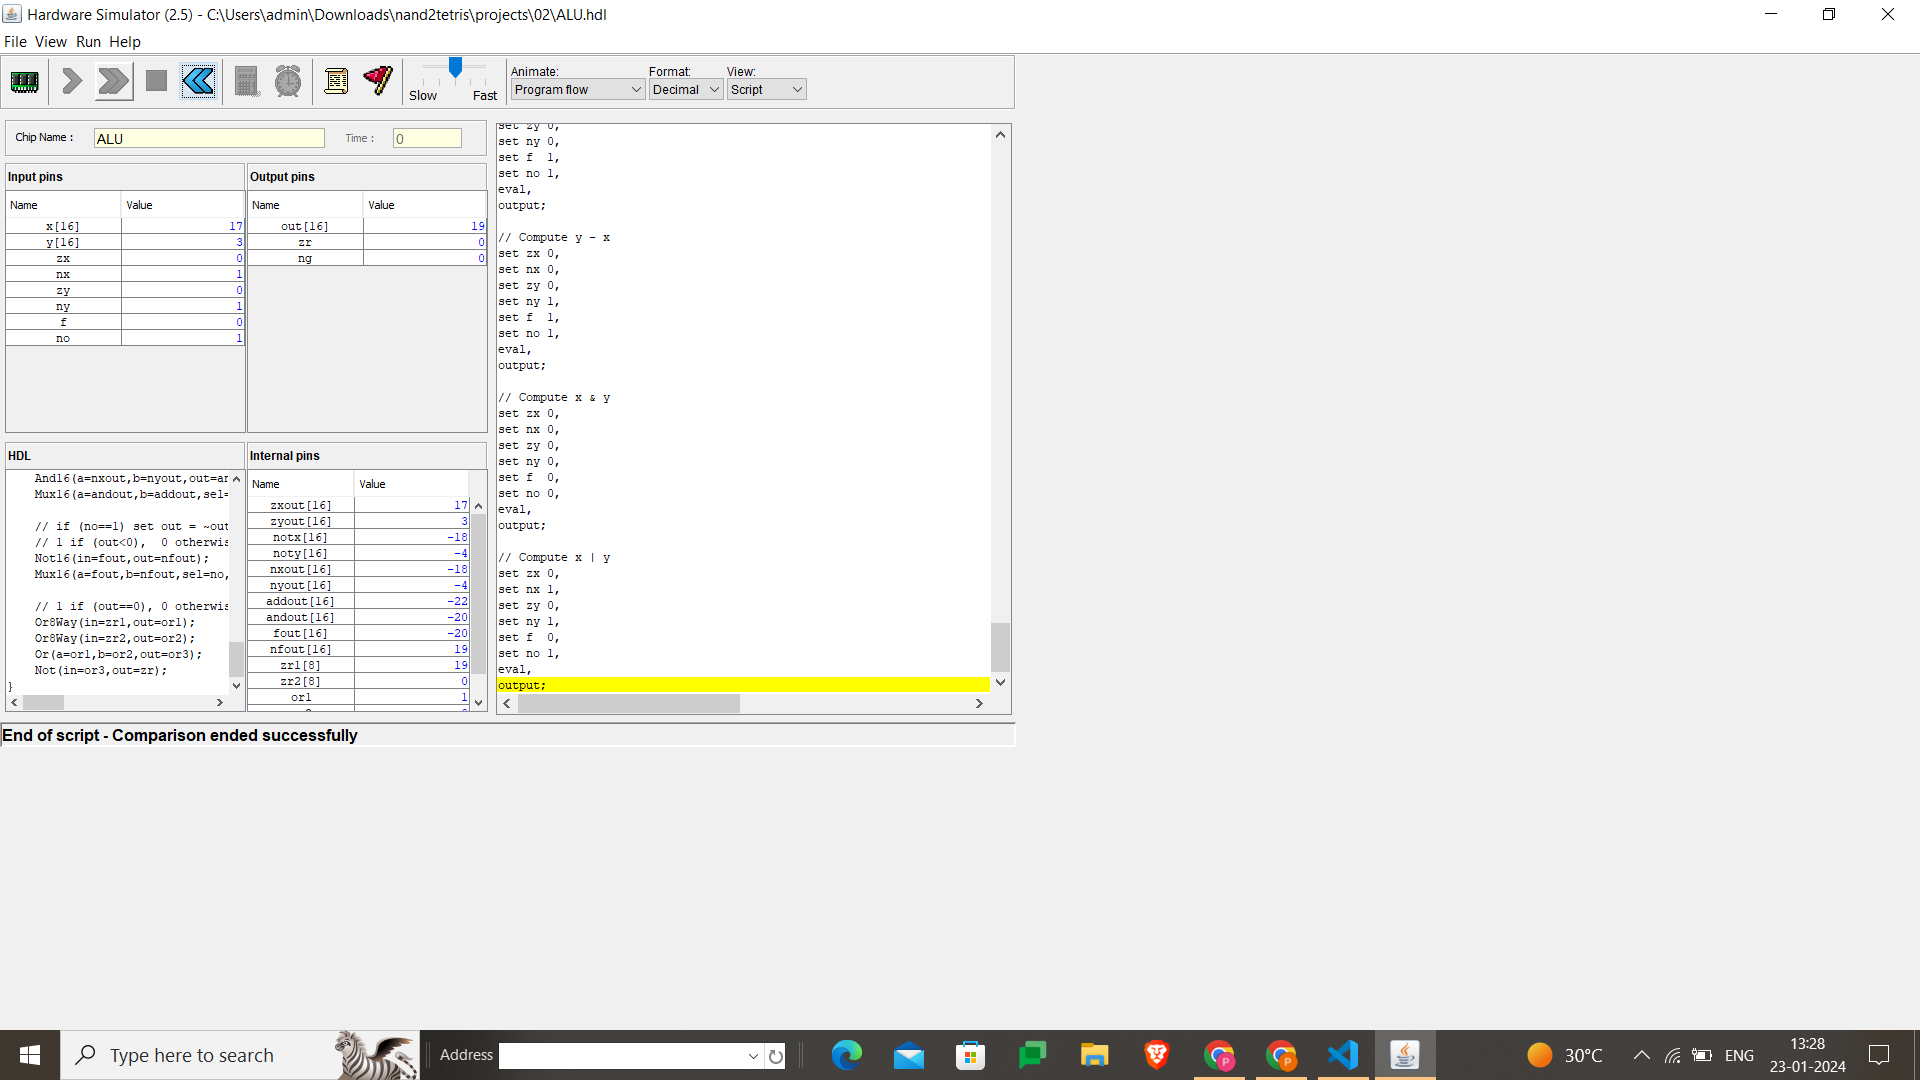 Hardware Simulator (2.5) - C:\Users\admin\Downloads\nand2tetris\projects\02\ALU.hdl
File View Run Help
Slow Fast
Animate: Format: View:
Program flow Decimal Script
Chip Name : ALU Time : 0
Input pins
Name Value
x[16] 17
y[16] 3
zx 0
nx 1
zy 0
ny 1
f 0
no 1
Output pins
Name Value
out[16] 19
zr 0
ng 0
HDL
And16(a=nxout,b=nyout,out=an
Mux16(a=andout,b=addout,sel=
// if (no==1) set out = ~out
// 1 if (out<0), 0 otherwis
Not16(in=fout,out=nfout);
Mux16(a=fout,b=nfout,sel=no,
// 1 if (out==0), 0 otherwis
Or8Way(in=zr1,out=or1);
Or8Way(in=zr2,out=or2);
Or(a=or1,b=or2,out=or3);
Not(in=or3,out=zr);
}
Internal pins
Name Value
zxout[16] 17
zyout[16] 3
notx[16] -18
noty[16] -4
nxout[16] -18
nyout[16] -4
addout[16] -22
andout[16] -20
fout[16] -20
nfout[16] 19
zr1[8] 19
zr2[8] 0
or1 1
set zy 0,
set ny 0,
set f 1,
set no 1,
eval,
output;
// Compute y - x
set zx 0,
set nx 0,
set zy 0,
set ny 1,
set f 1,
set no 1,
eval,
output;
// Compute x & y
set zx 0,
set nx 0,
set zy 0,
set ny 0,
set f 0,
set no 0,
eval,
output;
// Compute x | y
set zx 0,
set nx 1,
set zy 0,
set ny 1,
set f 0,
set no 1,
eval,
output;
End of script - Comparison ended successfully
Type here to search
Address
30°C
ENG
13:28
23-01-2024